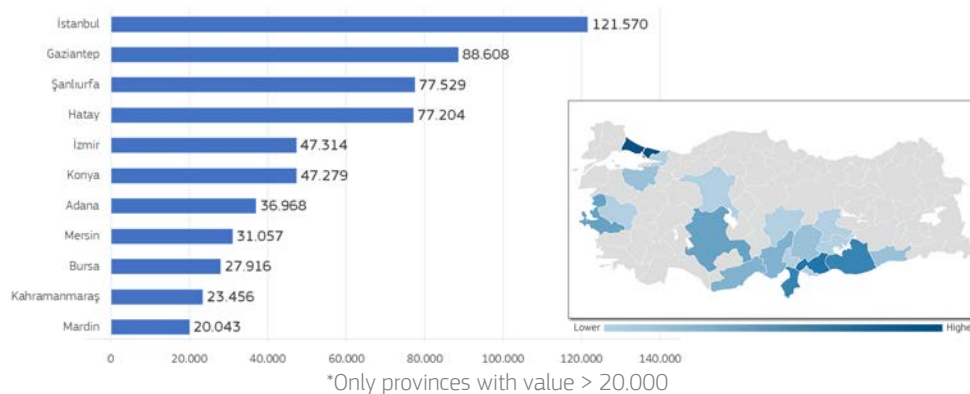 İstanbul 121.570
Gaziantep 88.608
Şanlıurfa 77.529
Hatay 77.204
İzmir 47.314
Konya 47.279
Adana 36.968
Mersin 31.057
Bursa 27.916
Kahramanmaraş 23.456
Mardin 20.043
0 20.000 40.000 60.000 80.000 100.000 120.000 140.000
Lower Highe
*Only provinces with value > 20.000